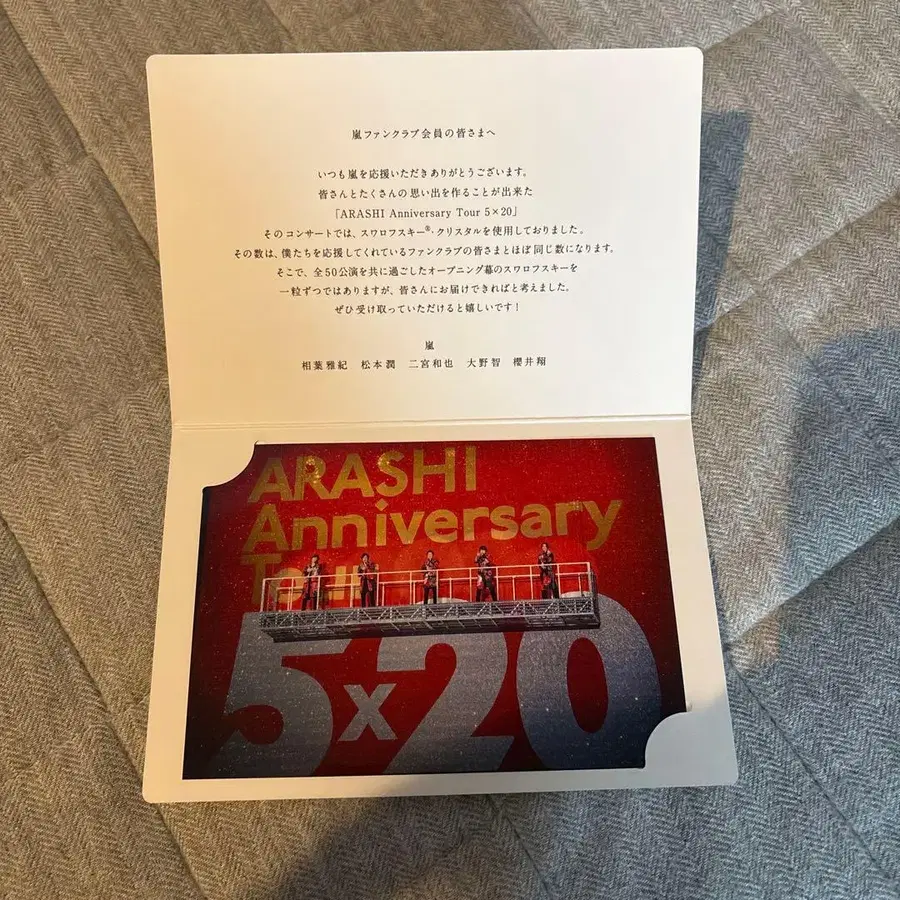 嵐ファンクラブ会員の皆さまへ
いつも嵐を応援いただきありがとうございます。
皆さんとたくさんの思い出を作ることが出来た
「ARASHI Anniversary Tour 5×20」
そのコンサートでは、スワロフスキー®・クリスタルを使用しておりました。
その数は、僕たちを応援してくれているファンクラブの皆さまとほぼ同じ数になります。
そこで、全50公演を共に過ごしたオープニング幕のスワロフスキーを
一粒ずつではありますが、皆さんにお届けできればと考えました。
ぜひ受け取っていただけると嬉しいです！
嵐
相葉雅紀 松本潤 二宮和也 大野智 櫻井翔
ARASHI
Anniversary
Tour
5x20